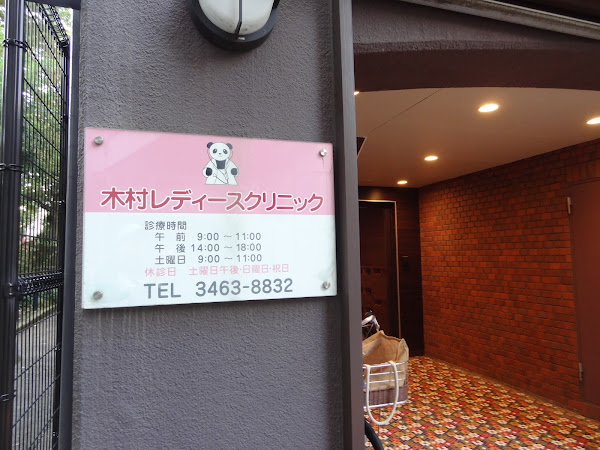 木村レディースクリニック
診療時間
午 前 9:00 ~ 11:00
午 後 14:00 ~ 18:00
土曜日 9:00 ~ 11:00
休診日 土曜日午後・日曜日・祝日
TEL 3463-8832